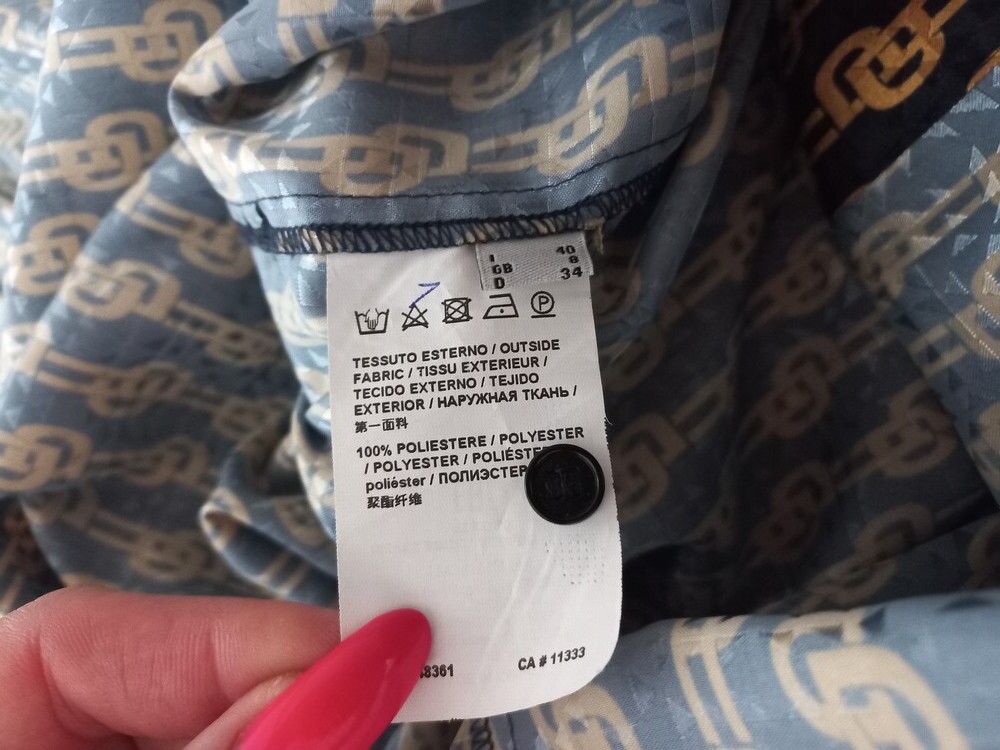 I 40
GB 8
D 34
TESSUTO ESTERNO / OUTSIDE
FABRIC / TISSU EXTERIEUR /
TECIDO EXTERNO / TEJIDO
EXTERIOR / НАРУЖНАЯ ТКАНЬ /
第一面料
100% POLIESTERE / POLYESTER
/ POLYESTER / POLIÉSTER
poliéster / ПОЛИЭСТЕР
聚酯纤维
8361 CA # 11333